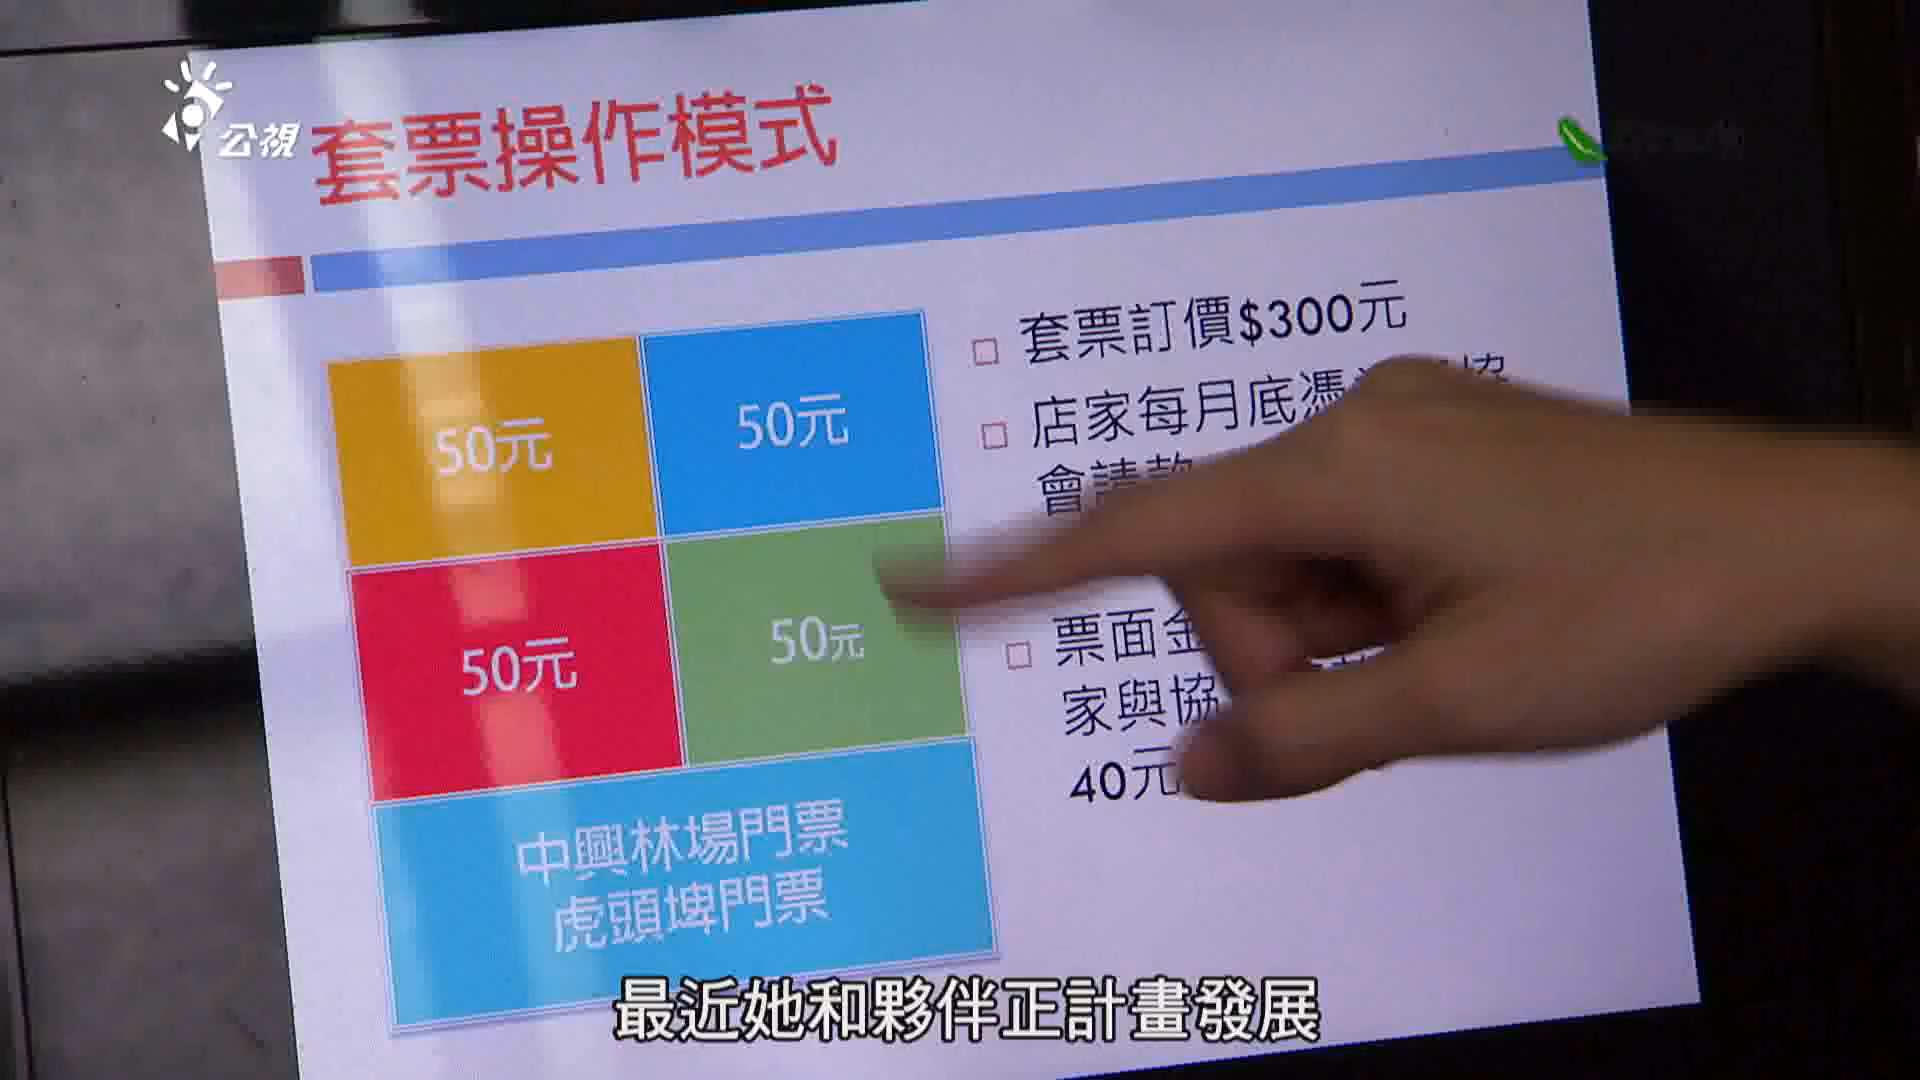 公視
套票操作模式
50元
50元
50元
50元
中興林場門票
虎頭埤門票
套票訂價$300元
店家每月底憑 協
會請款
票面金
家與協
40元
最近她和夥伴正計畫發展